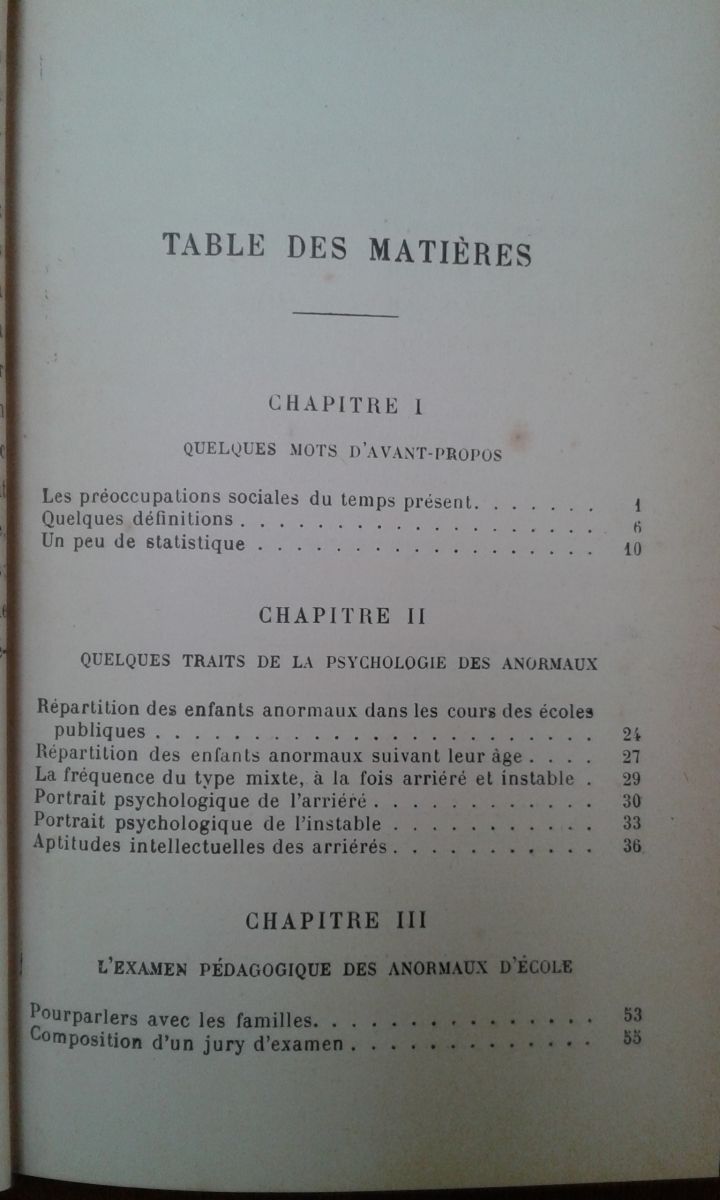 TABLE DES MATIÈRES
CHAPITRE I
QUELQUES MOTS D'AVANT-PROPOS
Les préoccupations sociales du temps présent. . . . . . . 1
Quelques définitions . . . . . . . . . . . . . . . . . 6
Un peu de statistique . . . . . . . . . . . . . . . . . 10
CHAPITRE II
QUELQUES TRAITS DE LA PSYCHOLOGIE DES ANORMAUX
Répartition des enfants anormaux dans les cours des écoles
publiques . . . . . . . . . . . . . . . . . . . . . . 24
Répartition des enfants anormaux suivant leur âge . . . . 27
La fréquence du type mixte, à la fois arriéré et instable . 29
Portrait psychologique de l'arriéré . . . . . . . . . . . . 30
Portrait psychologique de l'instable . . . . . . . . . . . 33
Aptitudes intellectuelles des arriérés . . . . . . . . . . . 36
CHAPITRE III
L'EXAMEN PÉDAGOGIQUE DES ANORMAUX D'ÉCOLE
Pourparlers avec les familles. . . . . . . . . . . . . . . 53
Composition d'un jury d'examen . . . . . . . . . . . . . 55